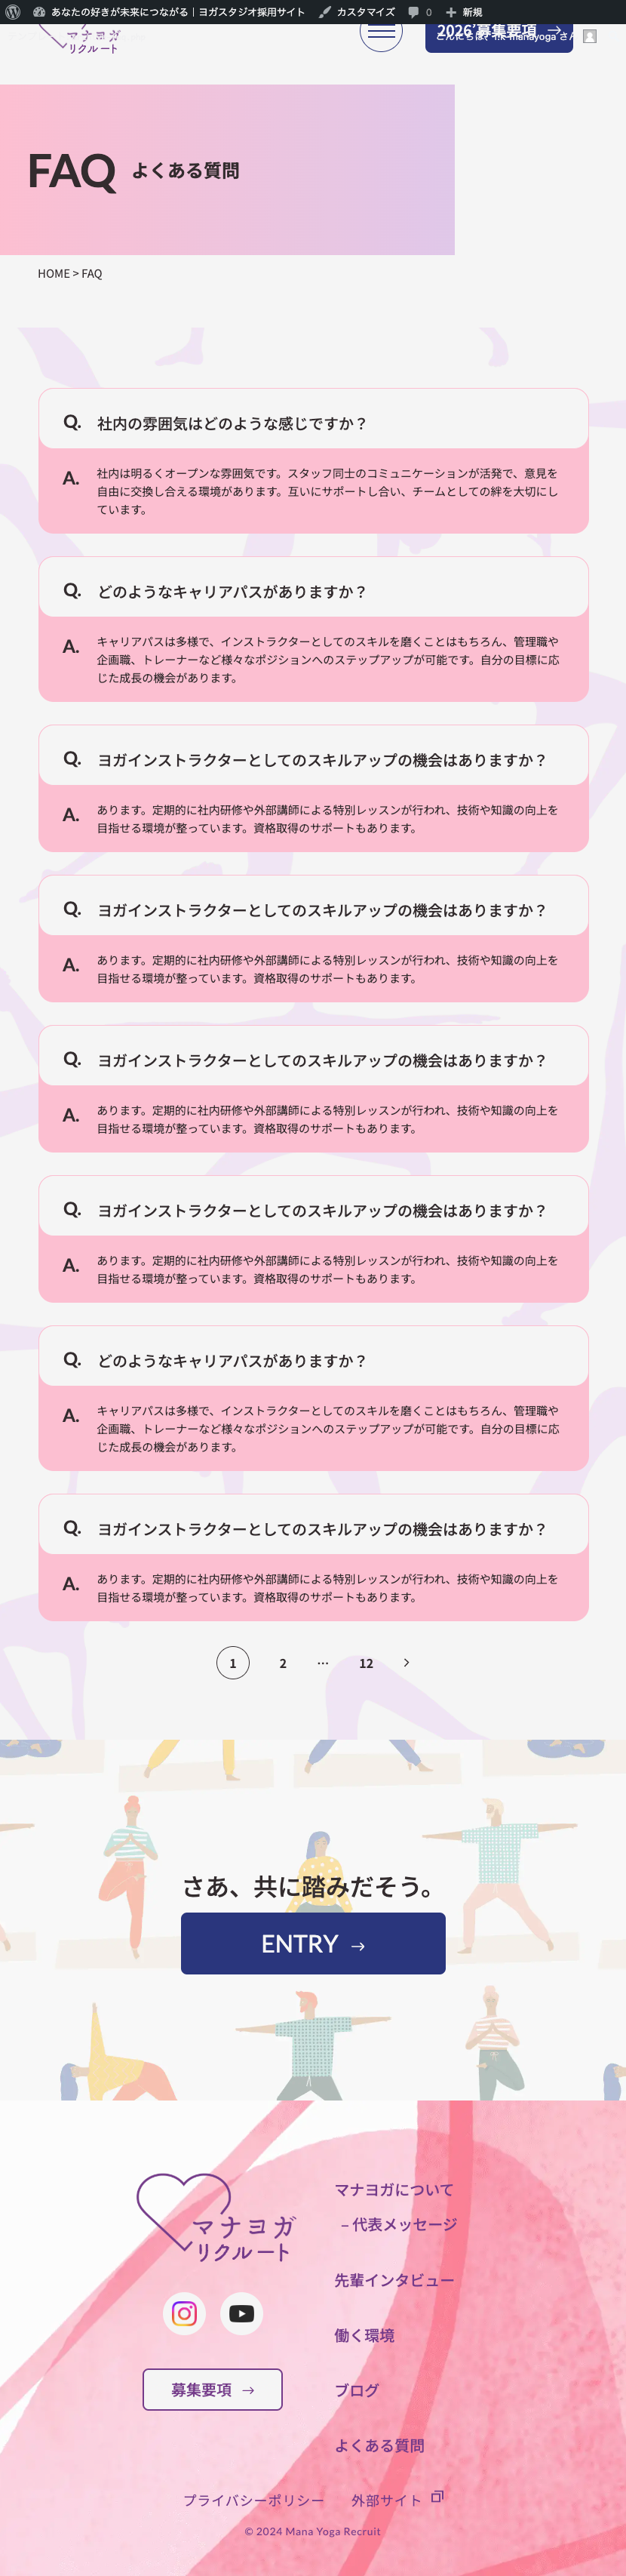 あなたの好きが未来につながる｜ヨガスタジオ採用サイト カスタマイズ 0 新規
マナヨガ
リクルート
2026’募集要項 →
こんにちは、nk-manayoga さん
FAQ よくある質問
HOME > FAQ
Q. 社内の雰囲気はどのような感じですか？
A. 社内は明るくオープンな雰囲気です。スタッフ同士のコミュニケーションが活発で、意見を
自由に交換し合える環境があります。互いにサポートし合い、チームとしての絆を大切にし
ています。
Q. どのようなキャリアパスがありますか？
A. キャリアパスは多様で、インストラクターとしてのスキルを磨くことはもちろん、管理職や
企画職、トレーナーなど様々なポジションへのステップアップが可能です。自分の目標に応
じた成長の機会があります。
Q. ヨガインストラクターとしてのスキルアップの機会はありますか？
A. あります。定期的に社内研修や外部講師による特別レッスンが行われ、技術や知識の向上を
目指せる環境が整っています。資格取得のサポートもあります。
Q. ヨガインストラクターとしてのスキルアップの機会はありますか？
A. あります。定期的に社内研修や外部講師による特別レッスンが行われ、技術や知識の向上を
目指せる環境が整っています。資格取得のサポートもあります。
Q. ヨガインストラクターとしてのスキルアップの機会はありますか？
A. あります。定期的に社内研修や外部講師による特別レッスンが行われ、技術や知識の向上を
目指せる環境が整っています。資格取得のサポートもあります。
Q. ヨガインストラクターとしてのスキルアップの機会はありますか？
A. あります。定期的に社内研修や外部講師による特別レッスンが行われ、技術や知識の向上を
目指せる環境が整っています。資格取得のサポートもあります。
Q. どのようなキャリアパスがありますか？
A. キャリアパスは多様で、インストラクターとしてのスキルを磨くことはもちろん、管理職や
企画職、トレーナーなど様々なポジションへのステップアップが可能です。自分の目標に応
じた成長の機会があります。
Q. ヨガインストラクターとしてのスキルアップの機会はありますか？
A. あります。定期的に社内研修や外部講師による特別レッスンが行われ、技術や知識の向上を
目指せる環境が整っています。資格取得のサポートもあります。
1 2 … 12 >
さあ、共に踏みだそう。
ENTRY →
マナヨガ
リクルート
募集要項 →
マナヨガについて
– 代表メッセージ
先輩インタビュー
働く環境
ブログ
よくある質問
プライバシーポリシー 外部サイト
© 2024 Mana Yoga Recruit